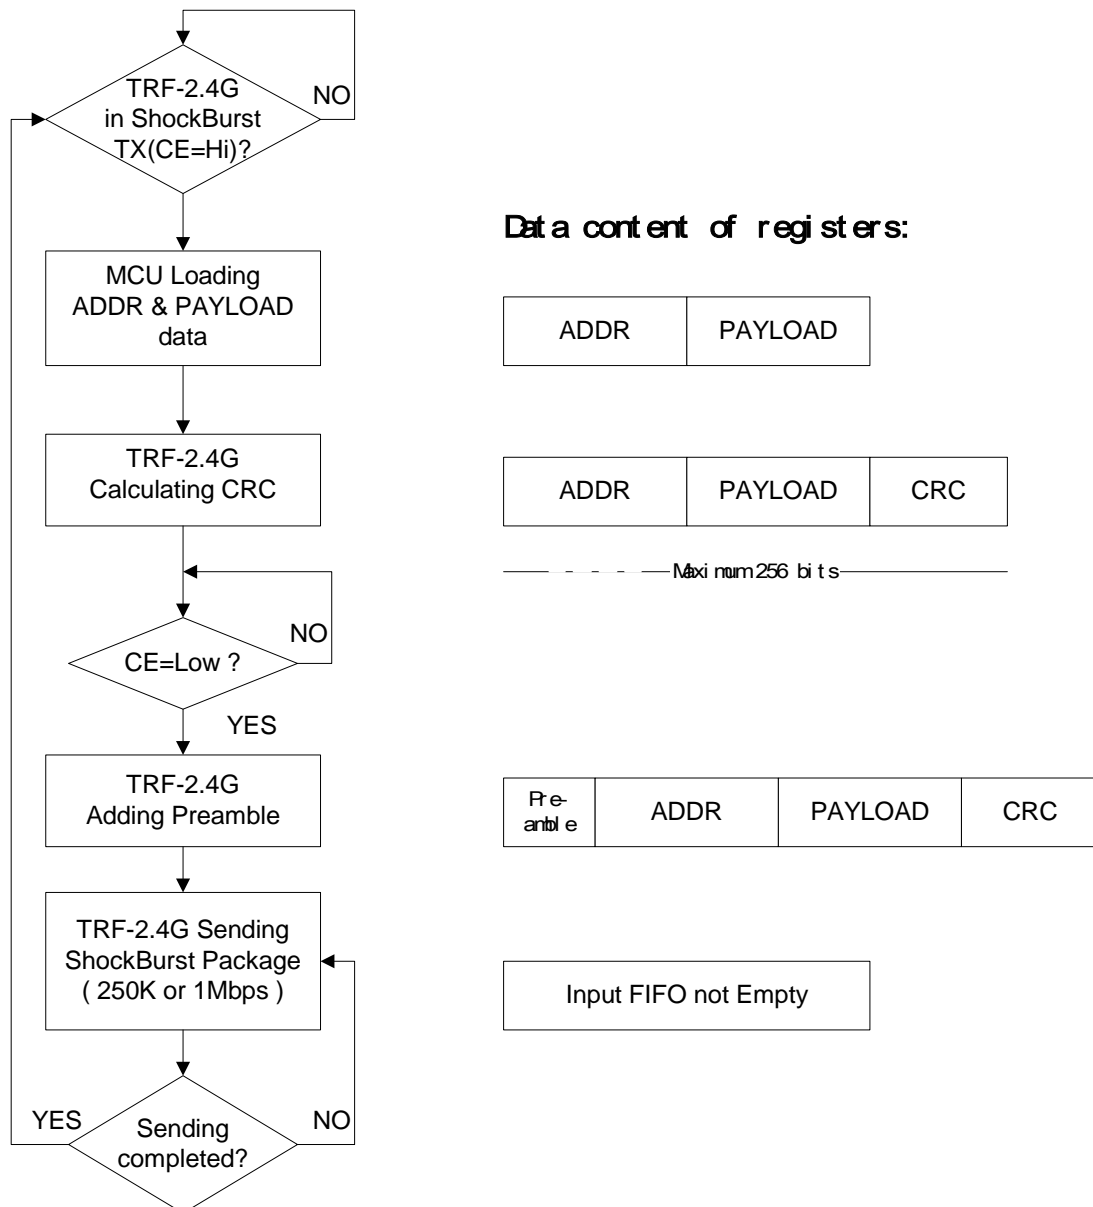 TRF-2.4G
in ShockBurst
TX(CE=Hi)?
NO
MCU Loading
ADDR & PAYLOAD
data
TRF-2.4G
Calculating CRC
NO
CE=Low ?
YES
TRF-2.4G
Adding Preamble
TRF-2.4G Sending
ShockBurst Package
( 250K or 1Mbps )
YES
NO
Sending
completed?
Data content of registers:
ADDR
PAYLOAD
ADDR
PAYLOAD
CRC
Maximum 256 bits
Pre-
amble
ADDR
PAYLOAD
CRC
Input FIFO not Empty